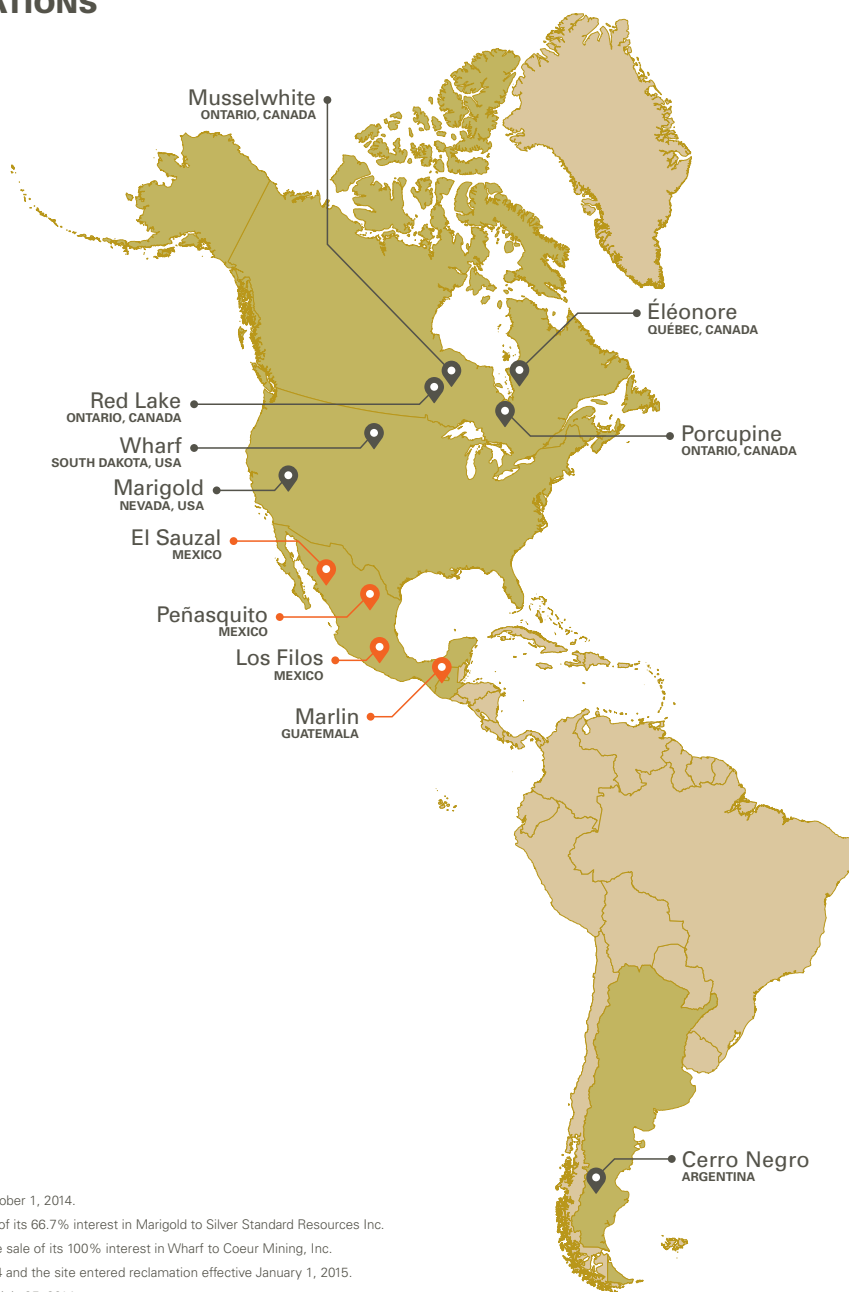 Musselwhite
ONTARIO, CANADA
Éléonore
QUÉBEC, CANADA
Red Lake
ONTARIO, CANADA
Porcupine
ONTARIO, CANADA
Wharf
SOUTH DAKOTA, USA
Marigold
NEVADA, USA
El Sauzal
MEXICO
Peñasquito
MEXICO
Los Filos
MEXICO
Marlin
GUATEMALA
Cerro Negro
ARGENTINA
1, 2014.
of its 66.7% interest in Marigold to Silver Standard Resources Inc.
sale of its 100% interest in Wharf to Coeur Mining, Inc.
and the site entered reclamation effective January 1, 2015.